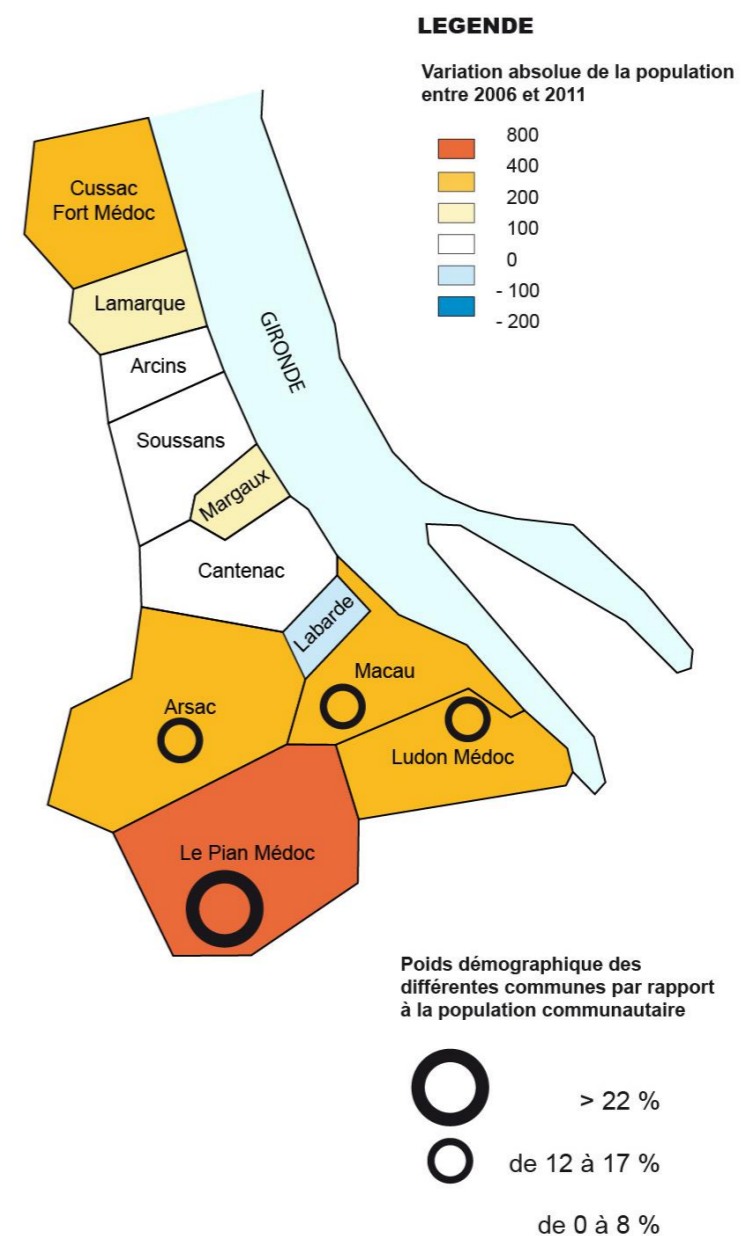 LEGENDE
Variation absolue de la population
entre 2006 et 2011
800
400
200
100
0
- 100
- 200
Cussac
Fort Médoc
Lamarque
Arcins
GIRONDE
Soussans
Margaux
Cantenac
Labarde
Macau
Arsac
Ludon Médoc
Le Pian Médoc
Poids démographique des
différentes communes par rapport
à la population communautaire
> 22 %
de 12 à 17 %
de 0 à 8 %